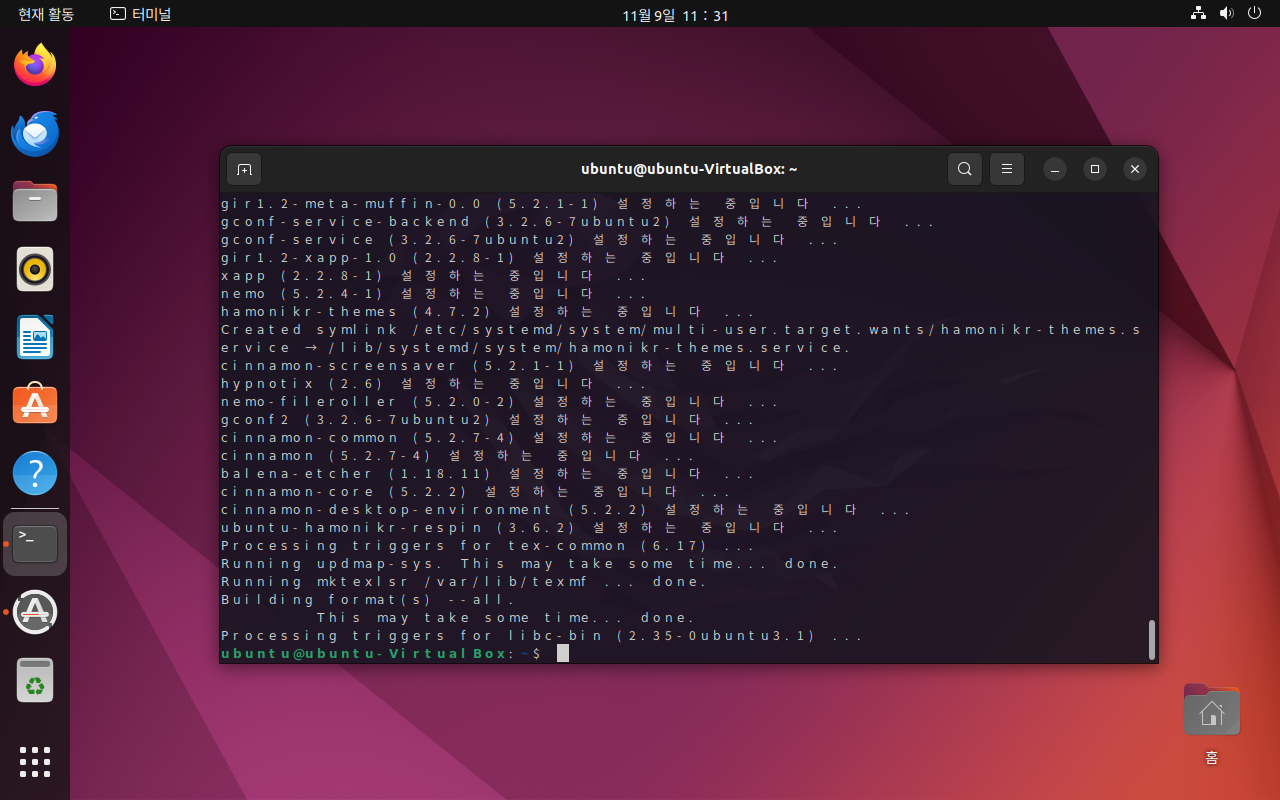 현재 활동
터미널
11월 9일 11 : 31
ubuntu@ubuntu-VirtualBox: ~
gir1.2-meta-muffin-0.0 (5.2.1-1) 설정하는 중입니다 ...
gconf-service-backend (3.2.6-7ubuntu2) 설정하는 중입니다 ...
gconf-service (3.2.6-7ubuntu2) 설정하는 중입니다 ...
gir1.2-xapp-1.0 (2.2.8-1) 설정하는 중입니다 ...
xapp (2.2.8-1) 설정하는 중입니다 ...
nemo (5.2.4-1) 설정하는 중입니다 ...
hamonikr-themes (4.7.2) 설정하는 중입니다 ...
Created symlink /etc/systemd/system/multi-user.target.wants/hamonikr-themes.s
ervice → /lib/systemd/system/hamonikr-themes.service.
cinnamon-screensaver (5.2.1-1) 설정하는 중입니다 ...
hypnotix (2.6) 설정하는 중입니다 ...
nemo-fileroller (5.2.0-2) 설정하는 중입니다 ...
gconf2 (3.2.6-7ubuntu2) 설정하는 중입니다 ...
cinnamon-common (5.2.7-4) 설정하는 중입니다 ...
cinnamon (5.2.7-4) 설정하는 중입니다 ...
balena-etcher (1.18.11) 설정하는 중입니다 ...
cinnamon-core (5.2.2) 설정하는 중입니다 ...
cinnamon-desktop-environment (5.2.2) 설정하는 중입니다 ...
ubuntu-hamonikr-respin (3.6.2) 설정하는 중입니다 ...
Processing triggers for tex-common (6.17) ...
Running updmap-sys. This may take some time... done.
Running mktexlsr /var/lib/texmf ... done.
Building format(s) --all.
This may take some time... done.
Processing triggers for libc-bin (2.35-0ubuntu3.1) ...
ubuntu@ubuntu-VirtualBox:~$
홈